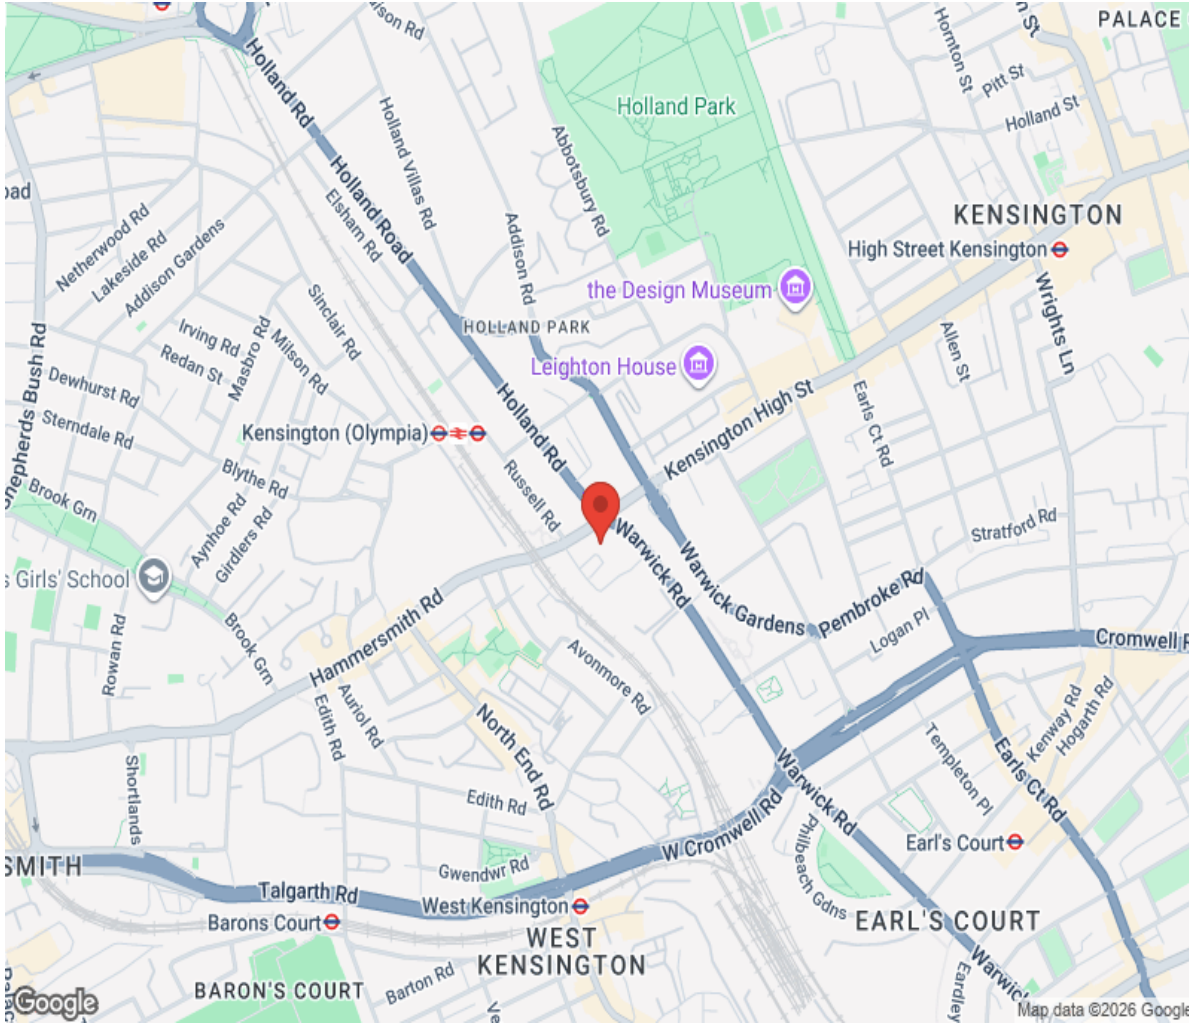 PALACE
Hornton St
Pitt St
Holland St
Holland Park
Holland Rd
Holland Villas Rd
Abbotsbury Rd
Addison Rd
Holland Road
Elsham Rd
KENSINGTON
High Street Kensington
Netherwood Rd
Lakeside Rd
Addison Gardens
the Design Museum
Wrights Ln
Sinclair Rd
Irving Rd
Masbro Rd
Milson Rd
HOLLAND PARK
Allen St
Redan St
Leighton House
Shepherds Bush Rd
Dewhurst Rd
Kensington High St
Earls Ct Rd
Sterndale Rd
Holland Rd
Kensington (Olympia)
Blythe Rd
Brook Grn
Russell Rd
Aynhoe Rd
Girdlers Rd
Stratford Rd
Warwick Rd
s Girls' School
Warwick Gardens
Pembroke Rd
Logan Pl
Rowan Rd
Brook Grn
Hammersmith Rd
Cromwell R
Avonmore Rd
Edith Rd
Auriol Rd
North End Rd
Kenway Rd
Hogarth Rd
Templeton Pl
Earls Ct Rd
Shortlands
Warwick Rd
Edith Rd
W Cromwell Rd
Philbeach Gdns
Earl's Court
SMITH
Gwendwr Rd
Talgarth Rd
West Kensington
Barons Court
EARL'S COURT
WEST
KENSINGTON
Barton Rd
BARON'S COURT
Eardley
Warwick
Google
Map data ©2026 Google